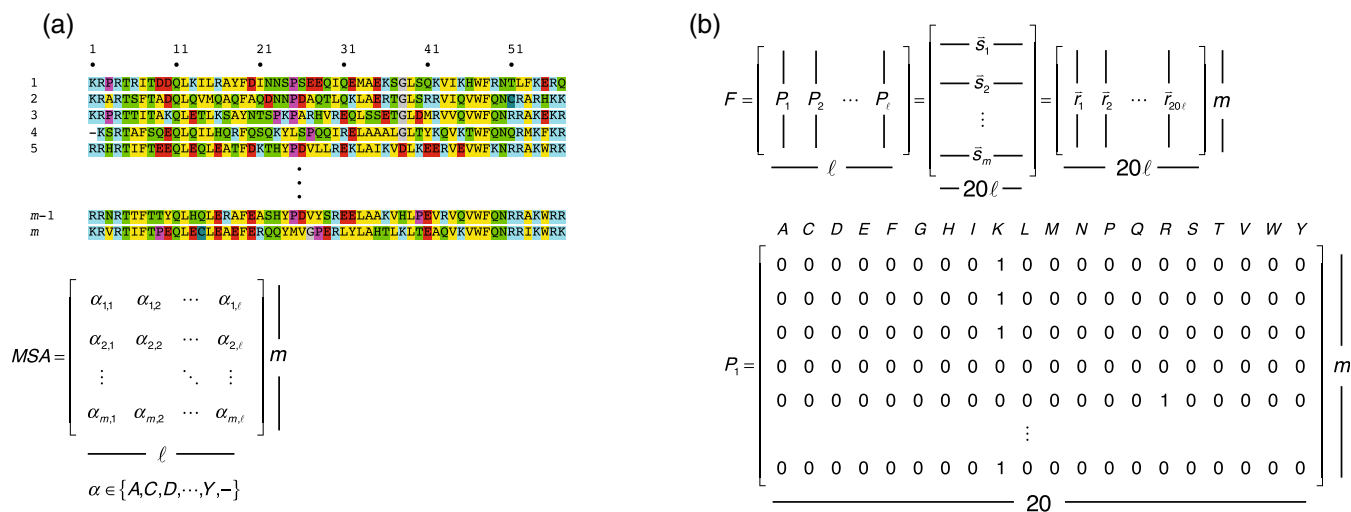 (a)
1 11 21 31 41 51
1 KRPRTRITDDQLKILRAYFDINNSPSEEQIQEMAEKSGLSQKVIKHWFRNTLFKERQ
2 KRARTSFTADQLQVMQAQFAQDNNPDAQTLQKLAERTGLSRRVIQVWFQNCRARHKK
3 KRPRTTITAKQLETLKSAYNTSPKPARHVREQLSSETGLDMRVVQVWFQNRRAKEKR
4 -KSRTAFSQEQLQILHQRFQSQKYLSPQQIRELAAALGLTYKQVKTWFQNQRMKFKR
5 RRHRTIFTEEQLEQLEATFDKTHYPDVLLREKLAIKVDLKEERVEVWFKNRRAKWRK
m-1 RRNRTTFTTYQLHQLERAFEASHYPDVYSREELAAKVHLPEVRVQVWFQNRRAKWRR
m KRVRTIFTPEQLECLEAEFERQQYMVGPERLYLAHTLKLTEAQVKVWFQNRRIKWRK
MSA = α1,1 α1,2 ⋯ α1,ℓ
α2,1 α2,2 ⋯ α2,ℓ
⋮ ⋱ ⋮
αm,1 αm,2 ⋯ αm,ℓ
m
ℓ
α ∈ {A,C,D,⋯,Y,−}
(b)
F = [P1 P2 ⋯ Pℓ] = [s⃗1 s⃗2 ⋮ s⃗m] = [r⃗1 r⃗2 ⋯ r⃗20ℓ] m
ℓ 20ℓ 20ℓ
A C D E F G H I K L M N P Q R S T V W Y
0 0 0 0 0 0 0 0 1 0 0 0 0 0 0 0 0 0 0 0
0 0 0 0 0 0 0 0 1 0 0 0 0 0 0 0 0 0 0 0
0 0 0 0 0 0 0 0 1 0 0 0 0 0 0 0 0 0 0 0
P1 = 0 0 0 0 0 0 0 0 0 0 0 0 0 0 0 0 0 0 0 0 m
0 0 0 0 0 0 0 0 0 0 0 0 0 0 1 0 0 0 0 0
⋮
0 0 0 0 0 0 0 0 1 0 0 0 0 0 0 0 0 0 0 0
20